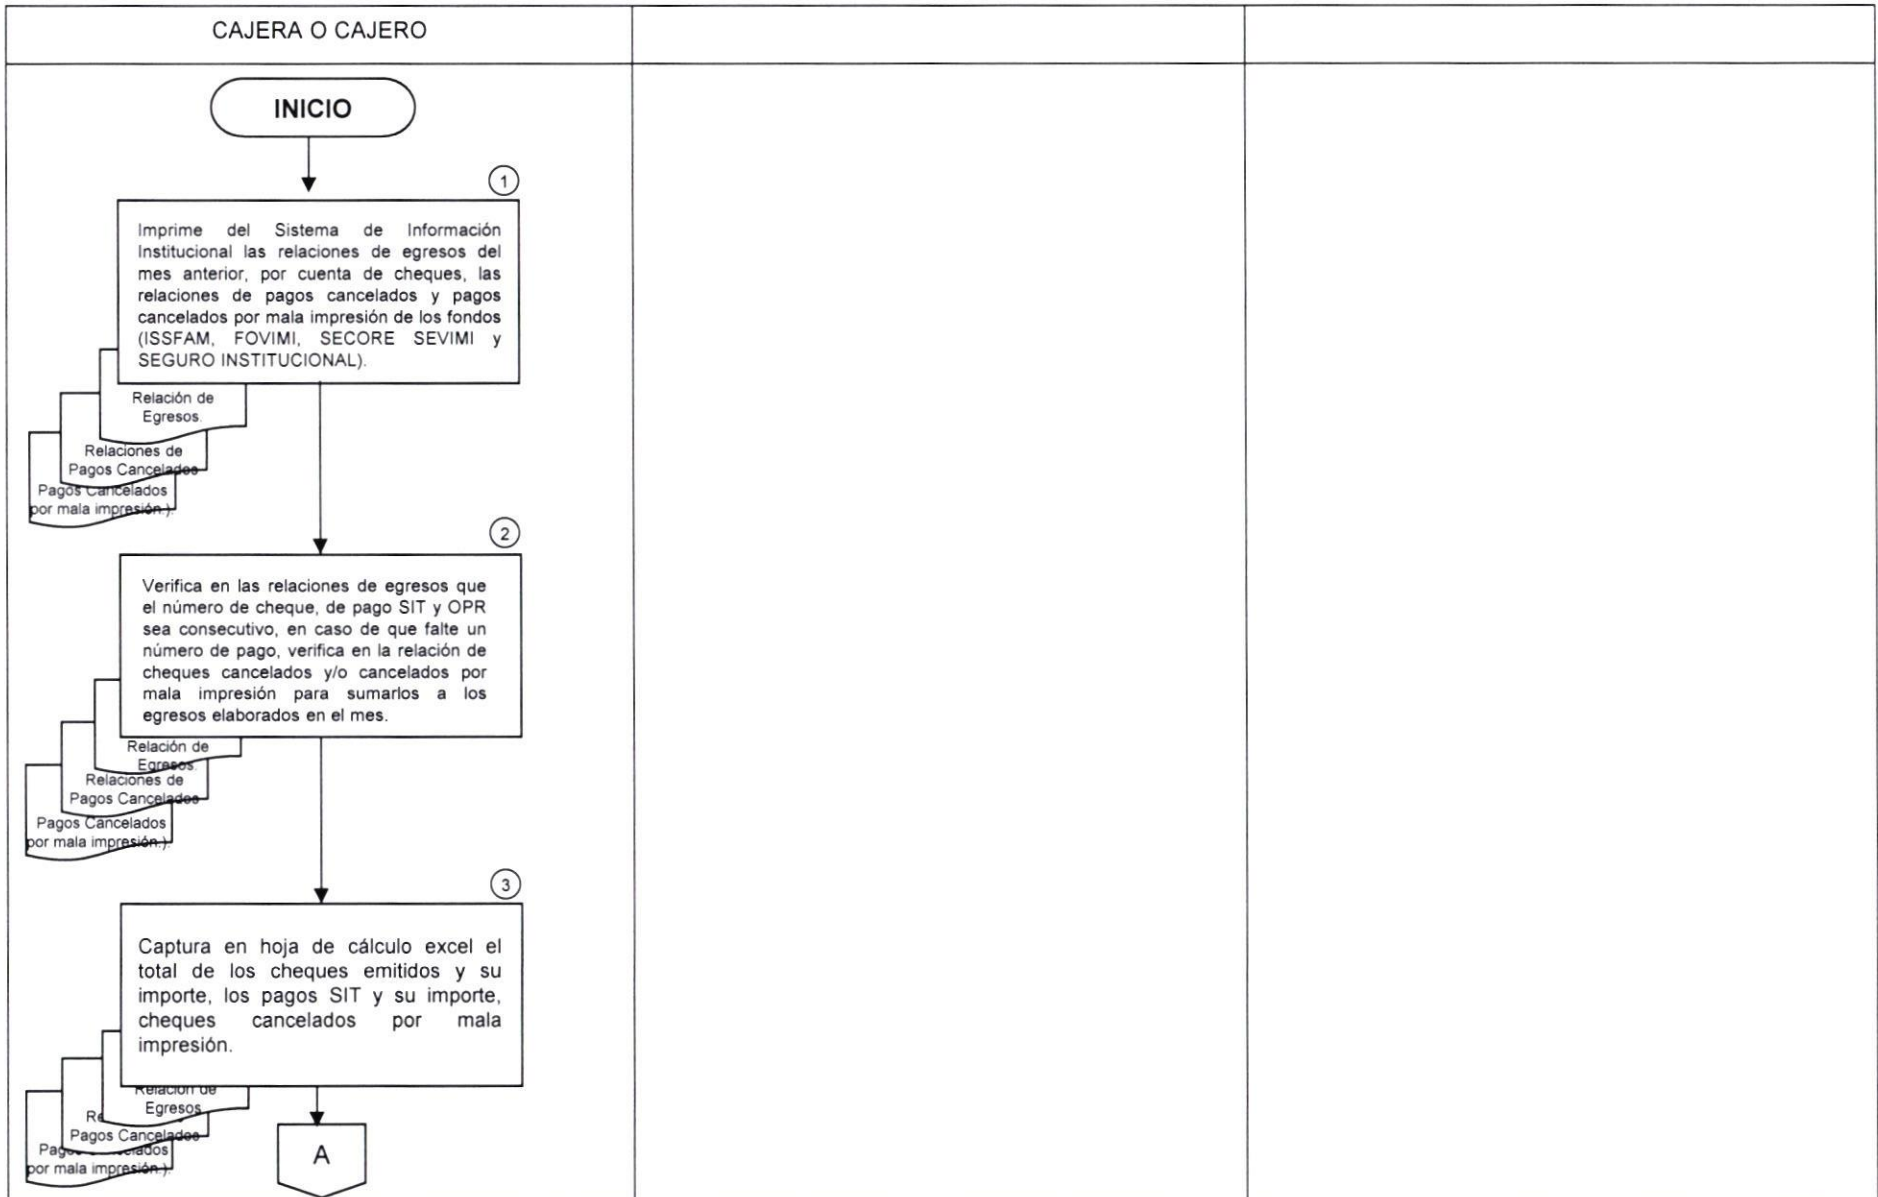 CAJERA O CAJERO
INICIO
1
Imprime del Sistema de Información
Institucional las relaciones de egresos del
mes anterior, por cuenta de cheques, las
relaciones de pagos cancelados y pagos
cancelados por mala impresión de los fondos
(ISSFAM, FOVIMI, SECORE SEVIMI y
SEGURO INSTITUCIONAL).
Relación de
Egresos.
Relaciones de
Pagos Cancelados
Pagos Cancelados
por mala impresión.).
2
Verifica en las relaciones de egresos que
el número de cheque, de pago SIT y OPR
sea consecutivo, en caso de que falte un
número de pago, verifica en la relación de
cheques cancelados y/o cancelados por
mala impresión para sumarlos a los
egresos elaborados en el mes.
Relación de
Egresos.
Relaciones de
Pagos Cancelados
Pagos Cancelados
por mala impresión.).
3
Captura en hoja de cálculo excel el
total de los cheques emitidos y su
importe, los pagos SIT y su importe,
cheques cancelados por mala
impresión.
Relación de
Egresos
Pagos Cancelados
por mala impresión.).
A